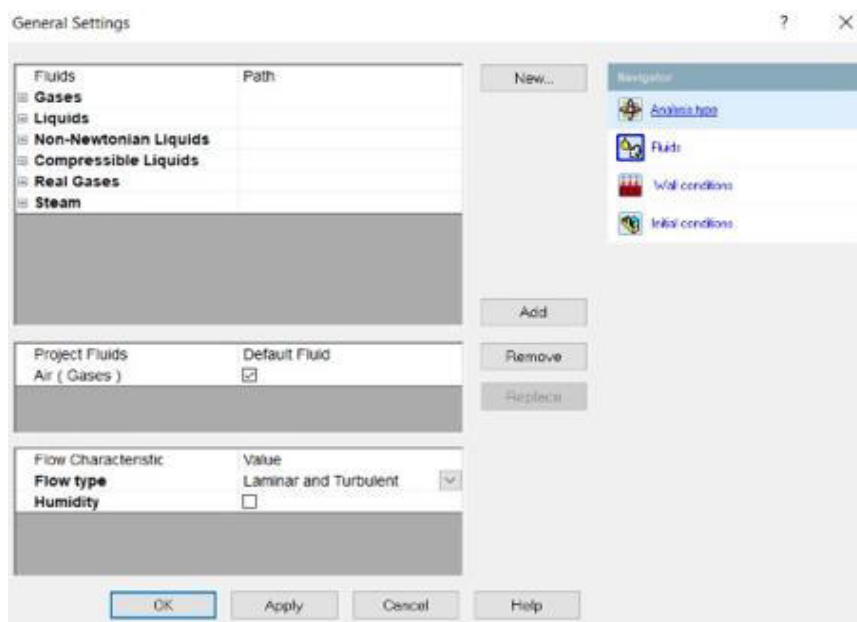 General Settings
Fluids Path
Gases
Liquids
Non-Newtonian Liquids
Compressible Liquids
Real Gases
Steam
New...
Add
Project Fluids Default Fluid
Air ( Gases )
Remove
Replace
Flow Characteristic Value
Flow type Laminar and Turbulent
Humidity
OK Apply Cancel Help
Navigator
Analysis type
Fluids
Wall conditions
Initial conditions